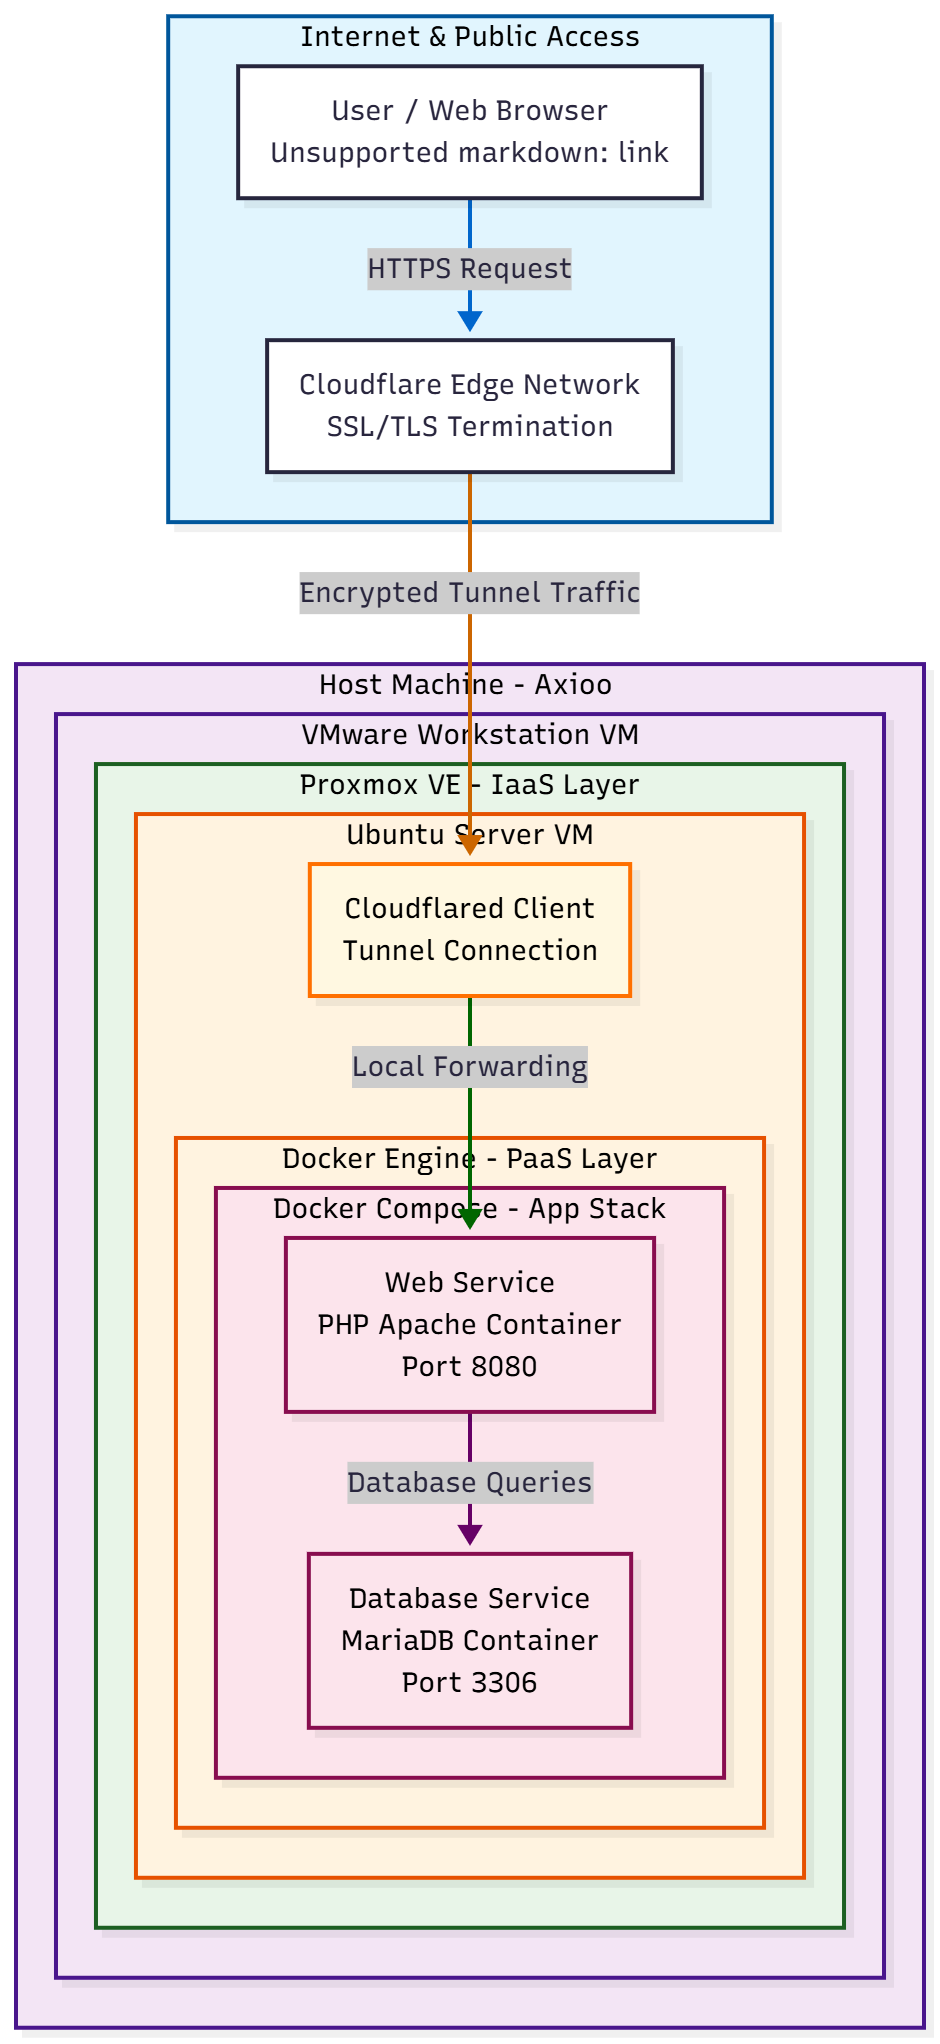 Internet & Public Access
User / Web Browser
Unsupported markdown: link
HTTPS Request
Cloudflare Edge Network
SSL/TLS Termination
Encrypted Tunnel Traffic
Host Machine - Axioo
VMware Workstation VM
Proxmox VE - IaaS Layer
Ubuntu Server VM
Cloudflared Client
Tunnel Connection
Local Forwarding
Docker Engine - PaaS Layer
Docker Compose - App Stack
Web Service
PHP Apache Container
Port 8080
Database Queries
Database Service
MariaDB Container
Port 3306